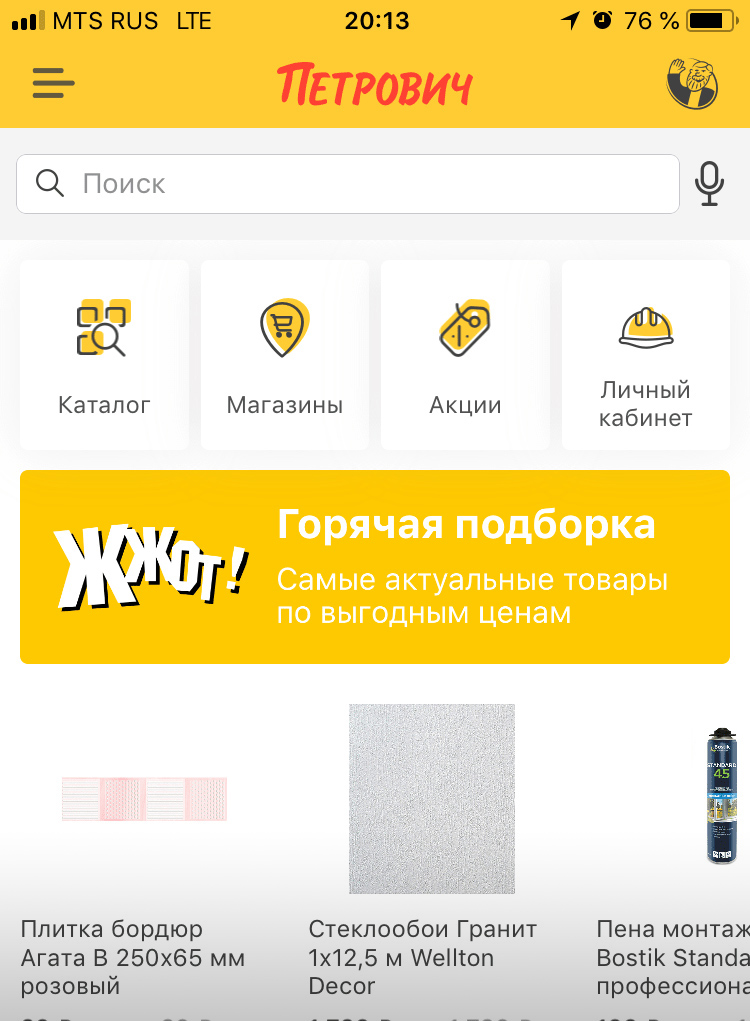 MTS RUS LTE 20:13 76 %
ПЕТРОВИЧ
Поиск
Каталог Магазины Акции Личный кабинет
ЖЖОТ!
Горячая подборка
Самые актуальные товары
по выгодным ценам
Bostik
STANDARD
45
Плитка бордюр
Агата В 250х65 мм
розовый
Стеклообои Гранит
1х12,5 м Wellton
Decor
Пена монтаж
Bostik Standa
профессиона